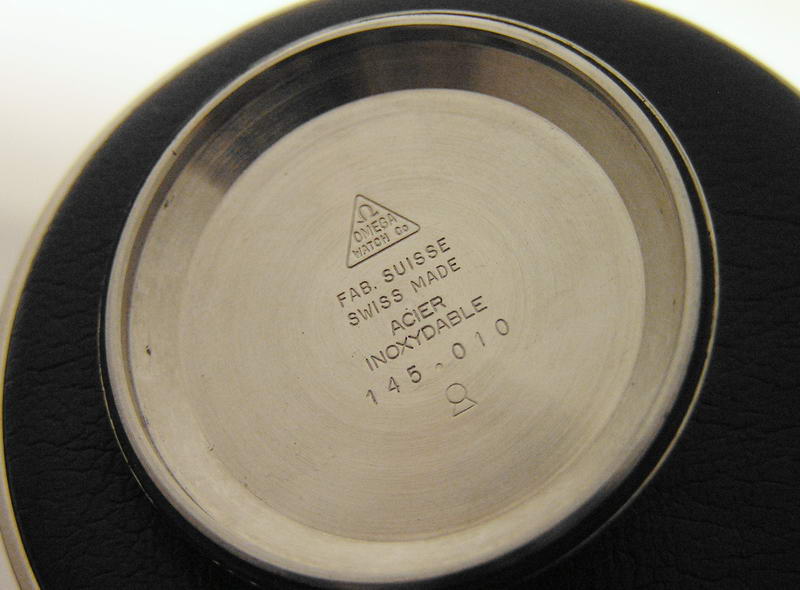 Ω
OMEGA
WATCH Co
FAB. SUISSE
SWISS MADE
ACIER
INOXYDABLE
145.010